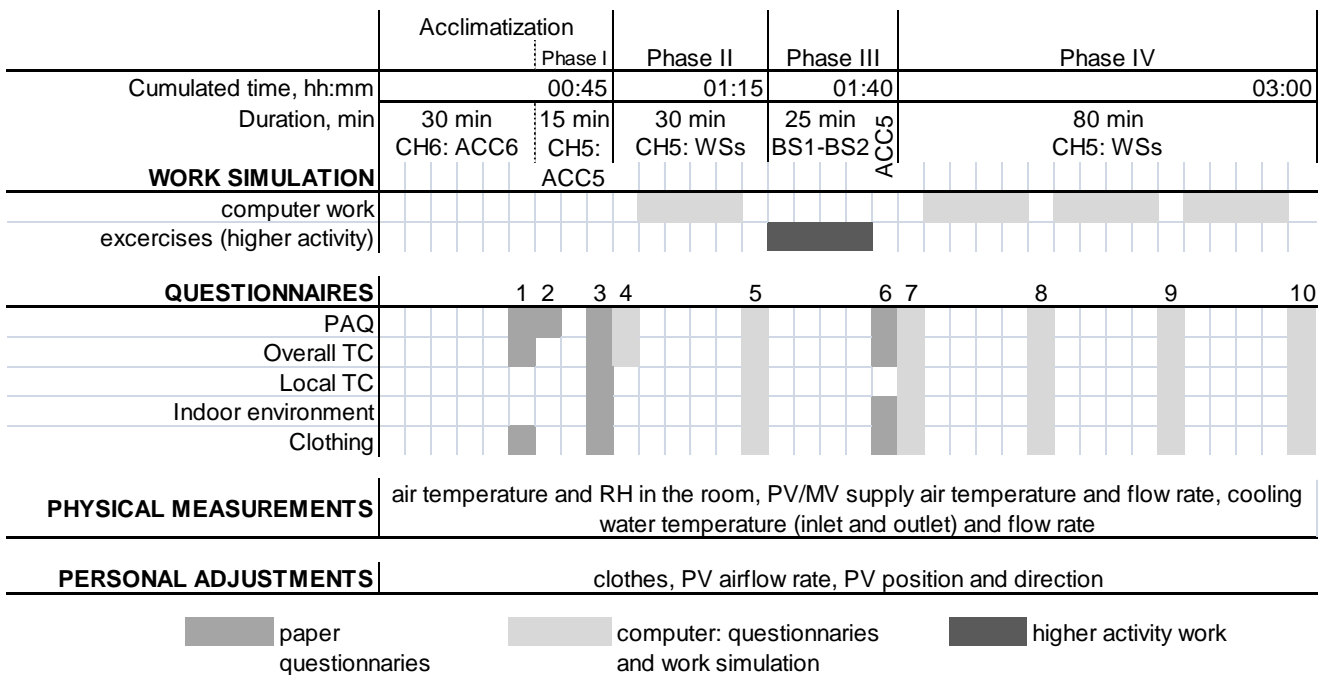 Acclimatization
Phase I Phase II Phase III Phase IV
Cumulated time, hh:mm 00:45 01:15 01:40 03:00
Duration, min 30 min 15 min 30 min 25 min 80 min
CH6: ACC6 CH5: CH5: WSs BS1-BS2 ACC5 CH5: WSs
WORK SIMULATION ACC5
computer work
excercises (higher activity)
QUESTIONNAIRES 1 2 3 4 5 6 7 8 9 10
PAQ
Overall TC
Local TC
Indoor environment
Clothing
PHYSICAL MEASUREMENTS air temperature and RH in the room, PV/MV supply air temperature and flow rate, cooling
water temperature (inlet and outlet) and flow rate
PERSONAL ADJUSTMENTS clothes, PV airflow rate, PV position and direction
paper computer: questionnaries higher activity work
questionnaries and work simulation